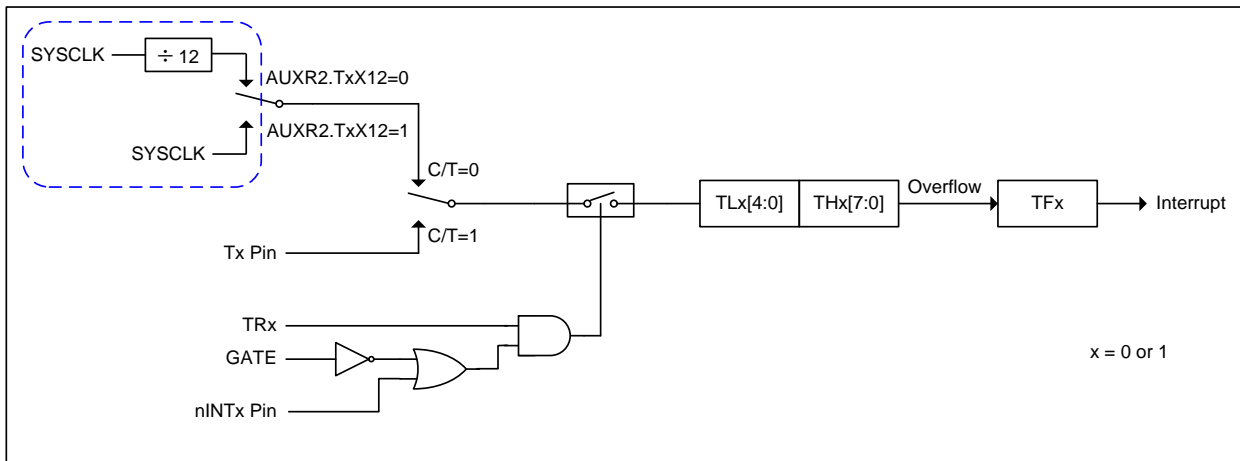 SYSCLK
÷ 12
AUXR2.TxX12=0
AUXR2.TxX12=1
SYSCLK
C/T=0
C/T=1
Tx Pin
TLx[4:0]
THx[7:0]
Overflow
TFx
Interrupt
TRx
GATE
nINTx Pin
x = 0 or 1